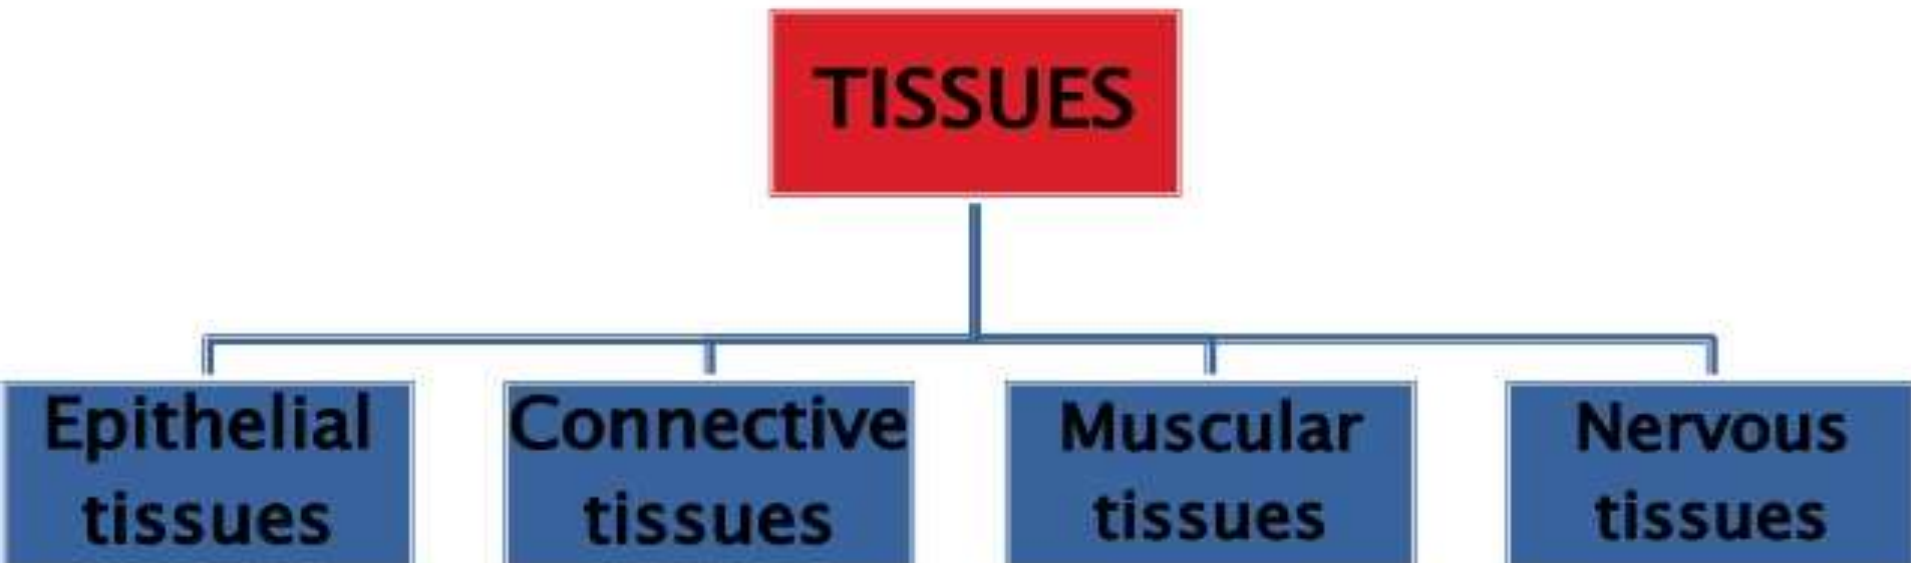 TISSUES
Epithelial
tissues
Connective
tissues
Muscular
tissues
Nervous
tissues